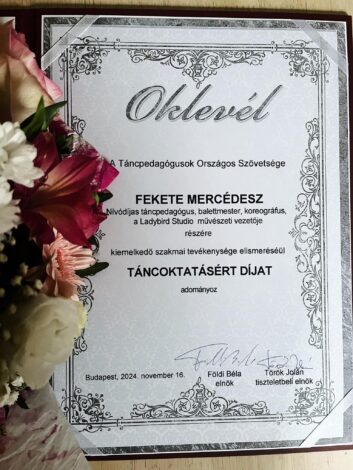 Oklevél
A Táncpedagógusok Országos Szövetsége
FEKETE MERCÉDESZ
Nívódíjas táncpedagógus, balettmester, koreográfus,
a Ladybird Studio művészeti vezetője
részére
kiemelkedő szakmai tevékenysége elismeréséül
TÁNCOKTATÁSÉRT DÍJAT
adományoz
Budapest, 2024. november 16. Földi Béla Török Jolán
elnök tiszteletbeli elnök